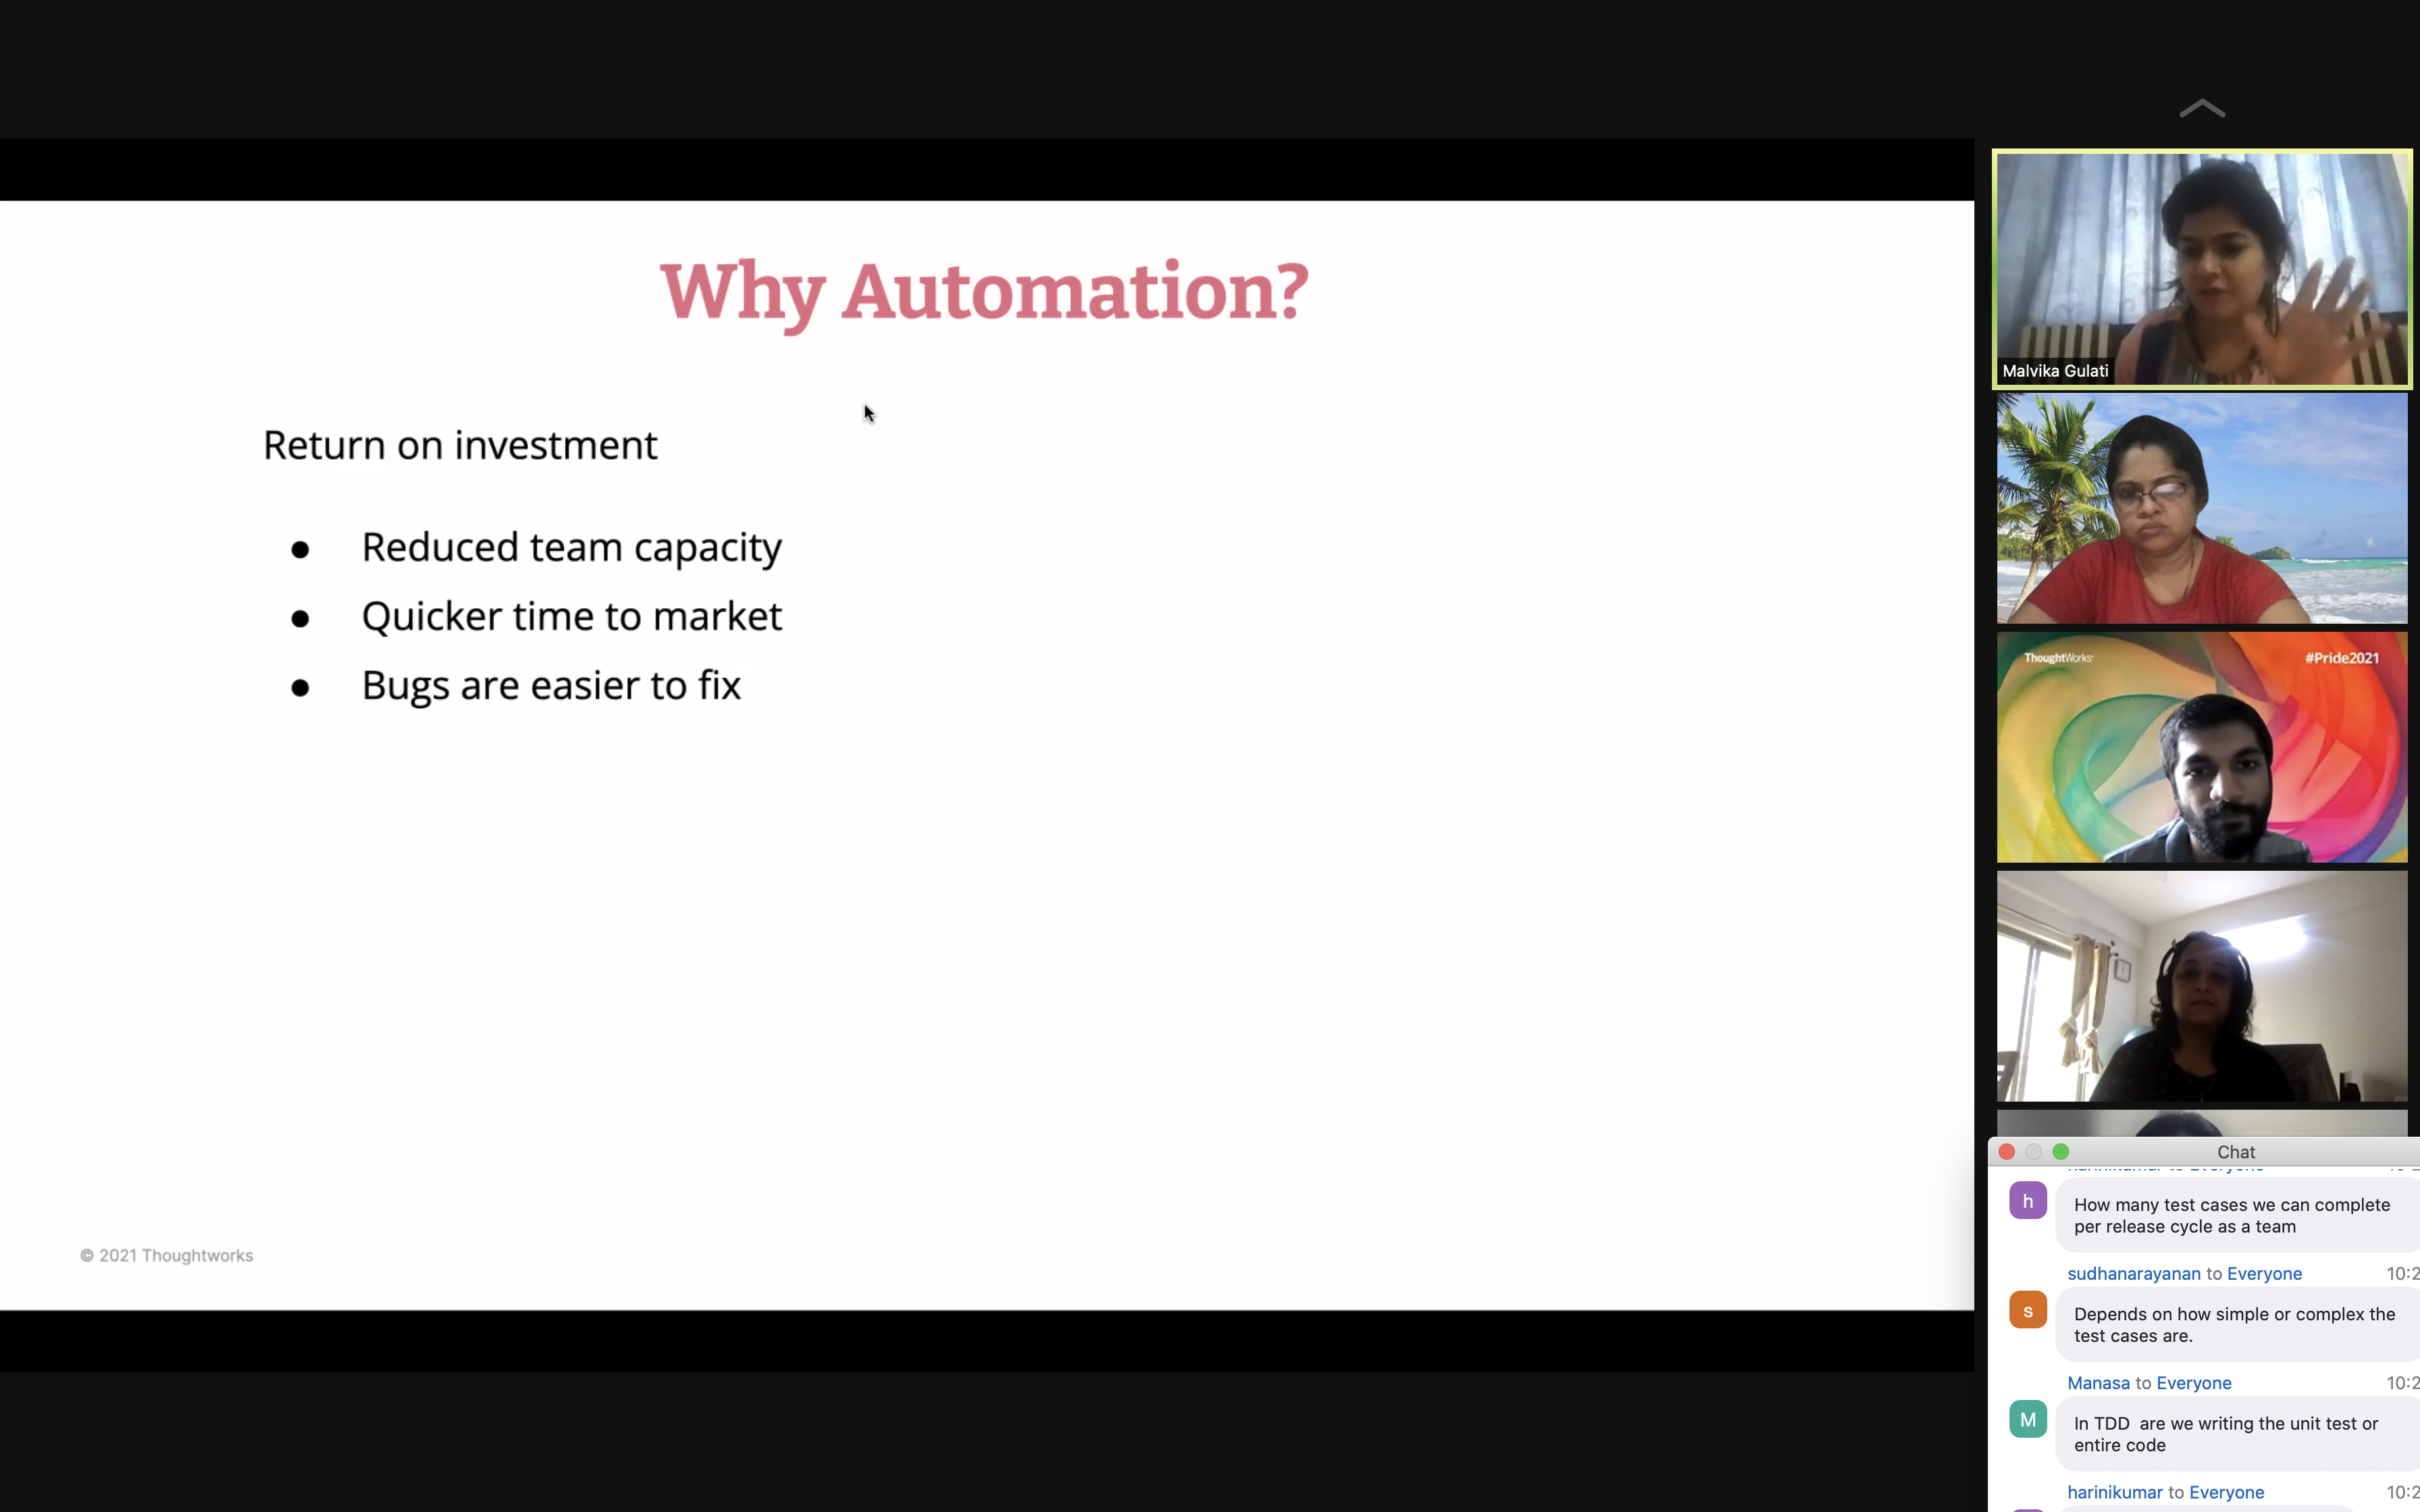 Why Automation?
Return on investment
● Reduced team capacity
● Quicker time to market
● Bugs are easier to fix
© 2021 Thoughtworks
Malvika Gulati
ThoughtWorks
#Pride2021
Chat
h
How many test cases we can complete
per release cycle as a team
sudhanarayanan to Everyone 10:2
s
Depends on how simple or complex the
test cases are.
Manasa to Everyone 10:2
M
In TDD are we writing the unit test or
entire code
harinikumar to Everyone 10:2